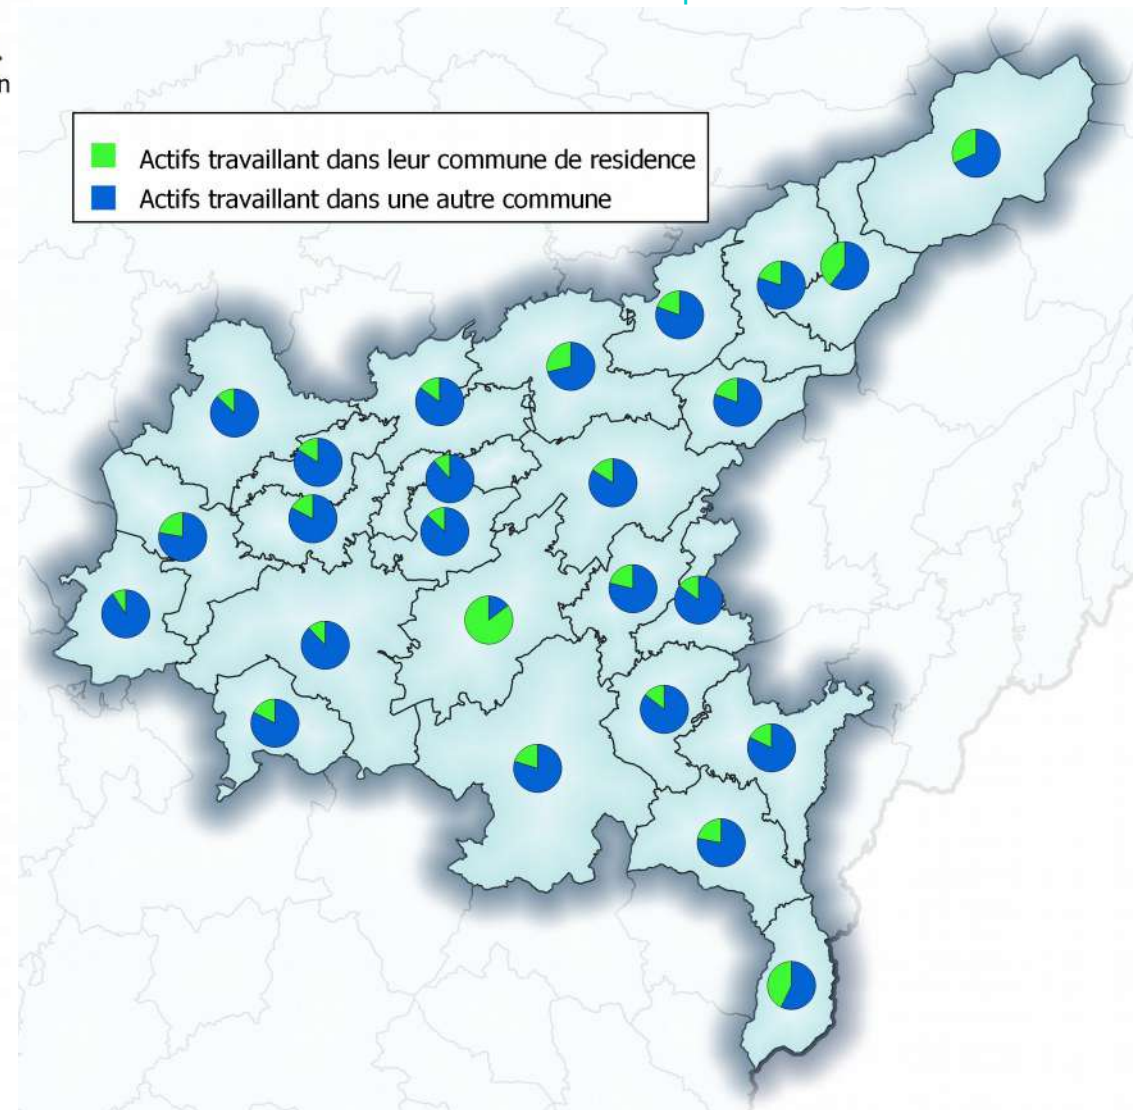 n
Actifs travaillant dans leur commune de residence
Actifs travaillant dans une autre commune